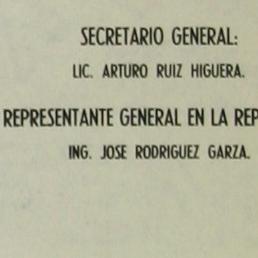 SECRETARIO GENERAL:
LIC. ARTURO RUIZ HIGUERA.
REPRESENTANTE GENERAL EN LA REP
ING. JOSE RODRIGUEZ GARZA.